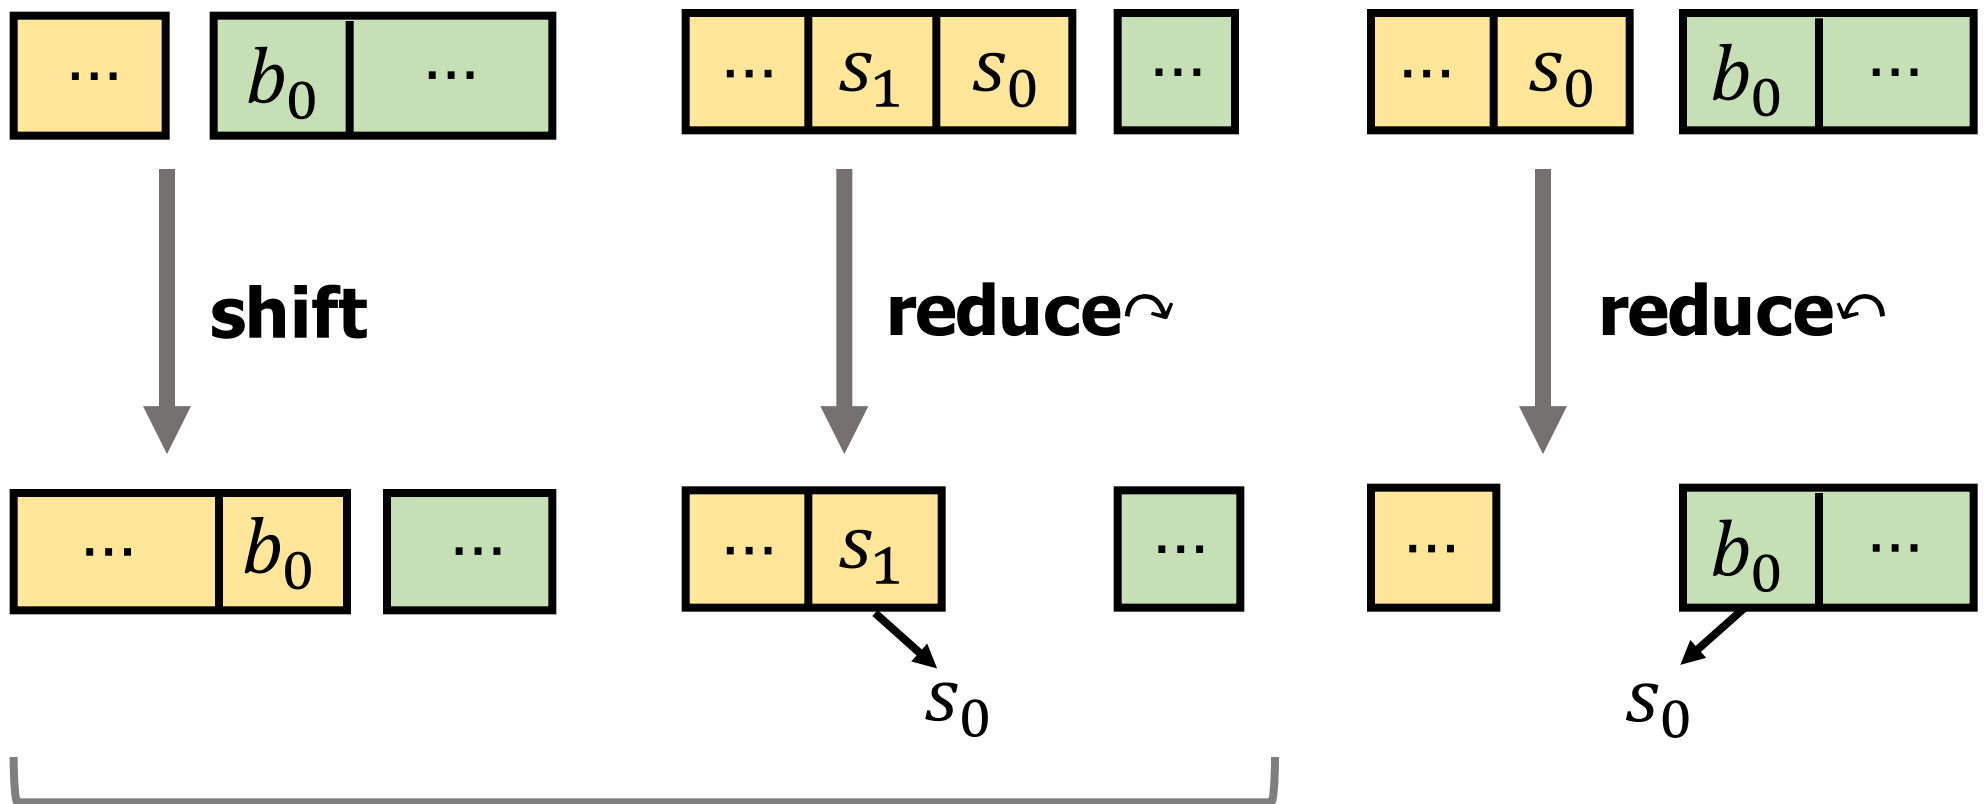 ⋯ b₀ ⋯ ⋯ s₁ s₀ ⋯ ⋯ s₀ b₀ ⋯
shift reduce↷ reduce↶
⋯ b₀ ⋯ ⋯ s₁ ⋯ ⋯ b₀ ⋯
s₀ s₀